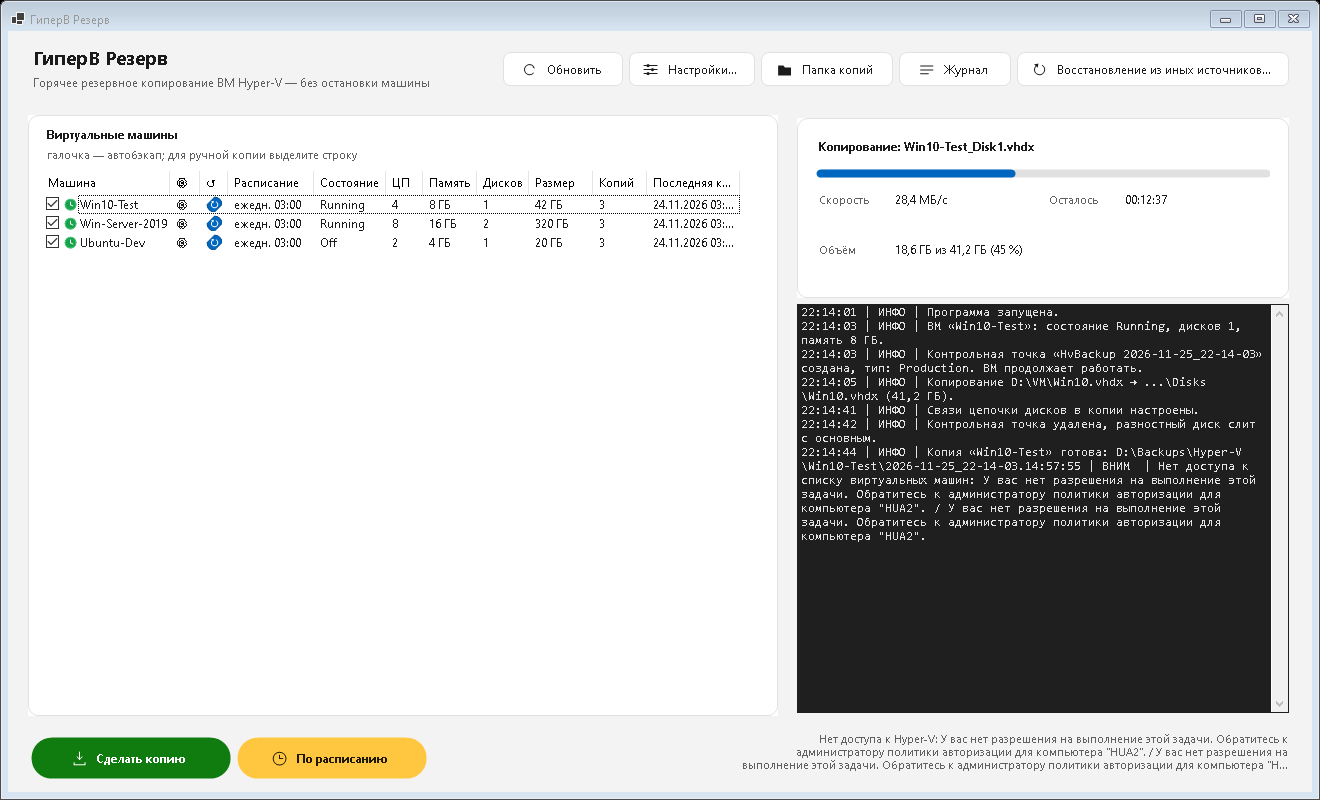 ГиперВ Резерв
ГиперВ Резерв
Горячее резервное копирование ВМ Hyper-V — без остановки машины
Обновить
Настройки...
Папка копий
Журнал
Восстановление из иных источников...
Виртуальные машины
галочка — автобэкап; для ручной копии выделите строку
Машина Расписание Состояние ЦП Память Дисков Размер Копий Последняя к...
Win10-Test ежедн. 03:00 Running 4 8 ГБ 1 42 ГБ 3 24.11.2026 03:...
Win-Server-2019 ежедн. 03:00 Running 8 16 ГБ 2 320 ГБ 3 24.11.2026 03:...
Ubuntu-Dev ежедн. 03:00 Off 2 4 ГБ 1 20 ГБ 3 24.11.2026 03:...
Копирование: Win10-Test_Disk1.vhdx
Скорость 28,4 МБ/с Осталось 00:12:37
Объём 18,6 ГБ из 41,2 ГБ (45 %)
22:14:01 | ИНФО | Программа запущена.
22:14:03 | ИНФО | ВМ «Win10-Test»: состояние Running, дисков 1,
память 8 ГБ.
22:14:03 | ИНФО | Контрольная точка «HvBackup 2026-11-25_22-14-03»
создана, тип: Production. ВМ продолжает работать.
22:14:05 | ИНФО | Копирование D:\VM\Win10.vhdx → ...\Disks
\Win10.vhdx (41,2 ГБ).
22:14:41 | ИНФО | Связи цепочки дисков в копии настроены.
22:14:42 | ИНФО | Контрольная точка удалена, разностный диск слит
с основным.
22:14:44 | ИНФО | Копия «Win10-Test» готова: D:\Backups\Hyper-V
\Win10-Test\2026-11-25_22-14-03.14:57:55 | ВНИМ  | Нет доступа к
списку виртуальных машин: У вас нет разрешения на выполнение этой
задачи. Обратитесь к администратору политики авторизации для
компьютера "HUA2". / У вас нет разрешения на выполнение этой
задачи. Обратитесь к администратору политики авторизации для
компьютера "HUA2".
Сделать копию
По расписанию
Нет доступа к Hyper-V: У вас нет разрешения на выполнение этой задачи. Обратитесь к
администратору политики авторизации для компьютера "HUA2". / У вас нет разрешения на
выполнение этой задачи. Обратитесь к администратору политики авторизации для компьютера "H...